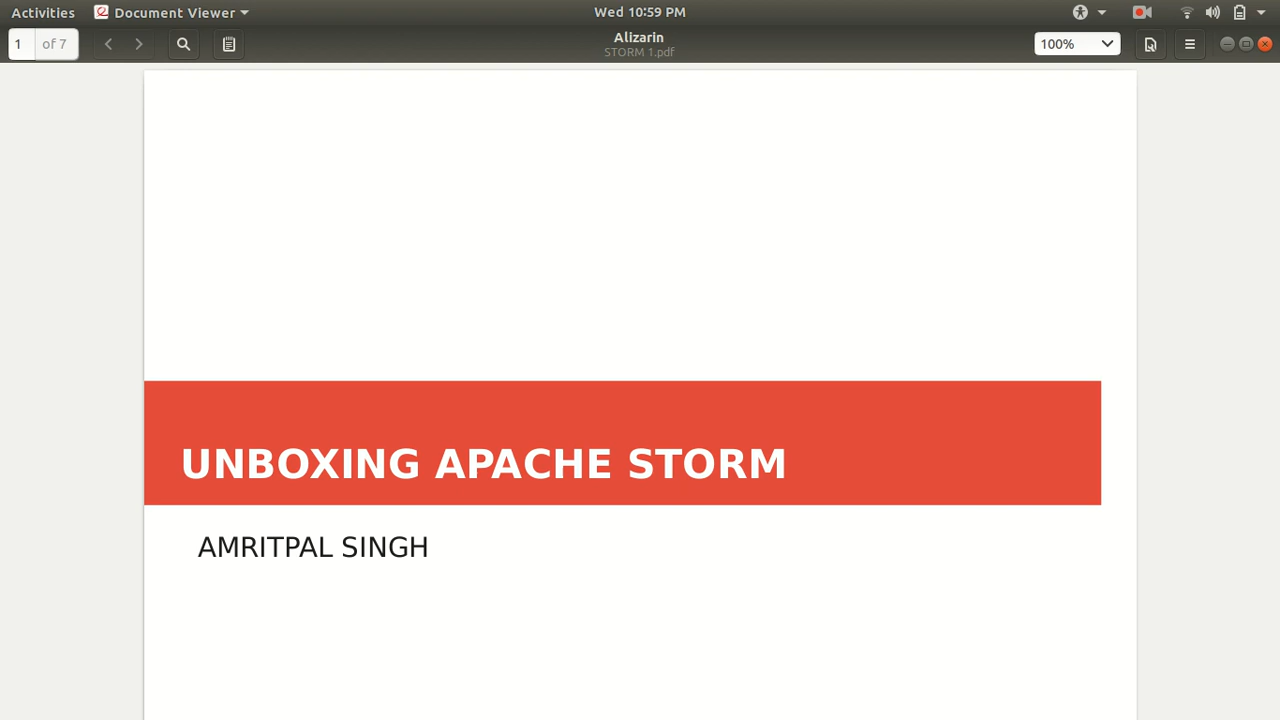 Activities Document Viewer Wed 10:59 PM
1 of 7 Alizarin 100%
STORM 1.pdf
UNBOXING APACHE STORM
AMRITPAL SINGH